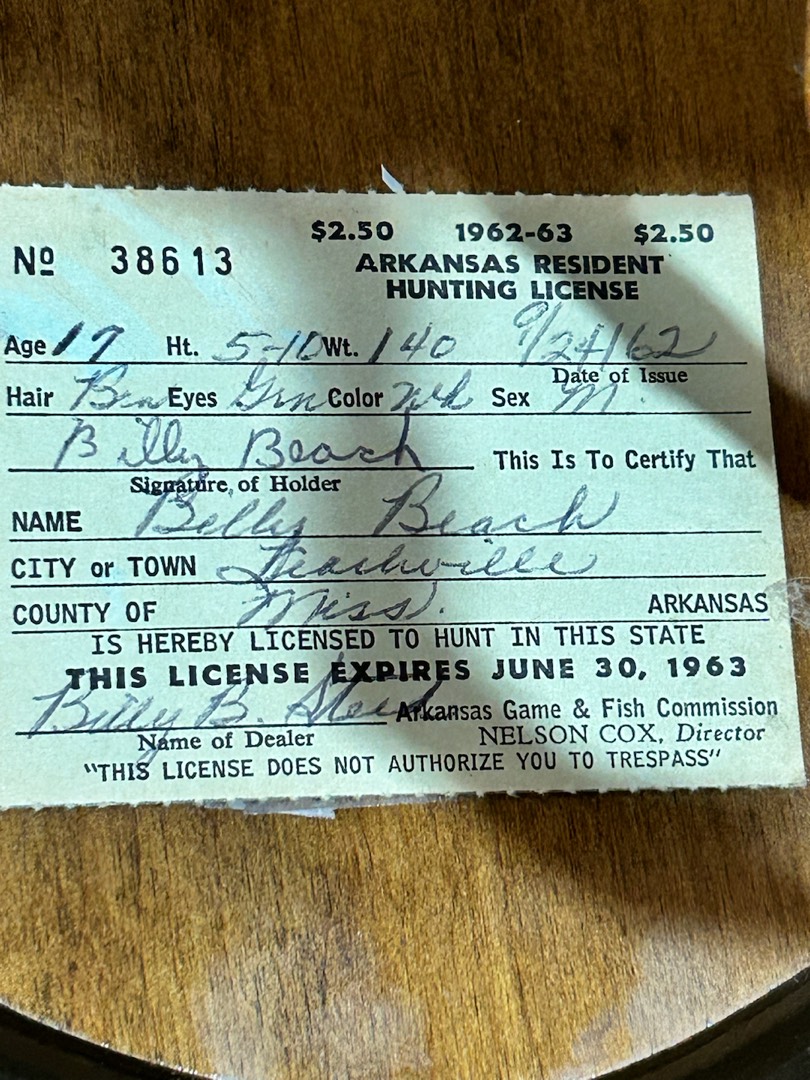 $2.50 1962-63 $2.50
Nº 38613 ARKANSAS RESIDENT
HUNTING LICENSE
Age 17 Ht. 5-10 Wt. 140 9/24/62
Date of Issue
Hair Brn Eyes Grn Color Wh Sex M.
Billy Beach This Is To Certify That
Signature of Holder
NAME Billy Beach
CITY or TOWN Leachville
COUNTY OF Miss. ARKANSAS
IS HEREBY LICENSED TO HUNT IN THIS STATE
THIS LICENSE EXPIRES JUNE 30, 1963
Billy B. Arkansas Game & Fish Commission
Name of Dealer NELSON COX, Director
"THIS LICENSE DOES NOT AUTHORIZE YOU TO TRESPASS"